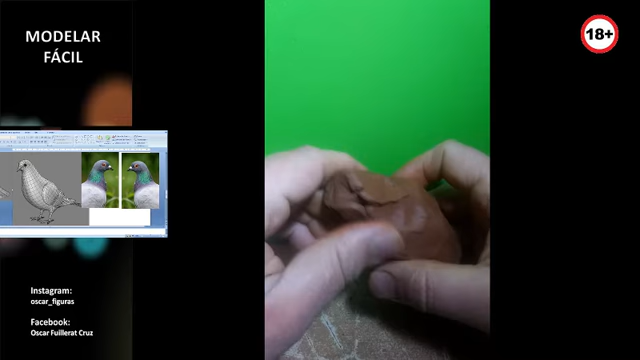 MODELAR
FÁCIL
18+
Instagram:
oscar_figuras
Facebook:
Oscar Fuillerat Cruz